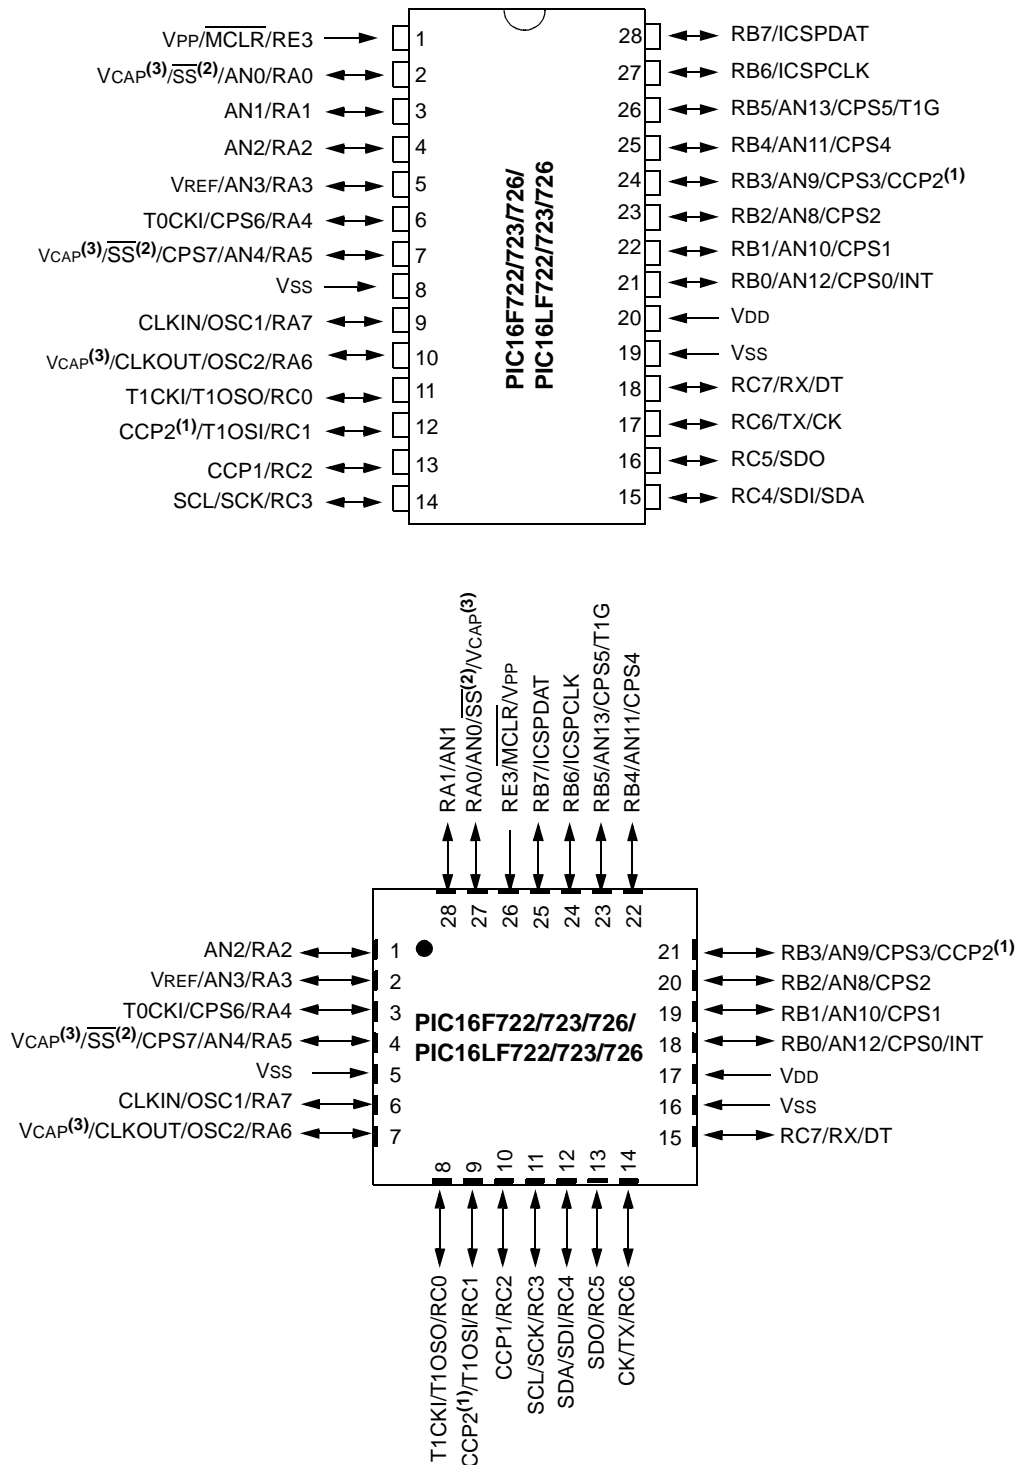 VPP/MCLR/RE3 1 28 RB7/ICSPDAT
VCAP(3)/SS(2)/AN0/RA0 2 27 RB6/ICSPCLK
AN1/RA1 3 26 RB5/AN13/CPS5/T1G
AN2/RA2 4 25 RB4/AN11/CPS4
VREF/AN3/RA3 5 24 RB3/AN9/CPS3/CCP2(1)
T0CKI/CPS6/RA4 6 23 RB2/AN8/CPS2
VCAP(3)/SS(2)/CPS7/AN4/RA5 7 22 RB1/AN10/CPS1
VSS 8 21 RB0/AN12/CPS0/INT
CLKIN/OSC1/RA7 9 20 VDD
VCAP(3)/CLKOUT/OSC2/RA6 10 19 VSS
T1CKI/T1OSO/RC0 11 18 RC7/RX/DT
CCP2(1)/T1OSI/RC1 12 17 RC6/TX/CK
CCP1/RC2 13 16 RC5/SDO
SCL/SCK/RC3 14 15 RC4/SDI/SDA
PIC16F722/723/726/
PIC16LF722/723/726
RA1/AN1
RA0/AN0/SS(2)/VCAP(3)
RE3/MCLR/VPP
RB7/ICSPDAT
RB6/ICSPCLK
RB5/AN13/CPS5/T1G
RB4/AN11/CPS4
28 27 26 25 24 23 22
AN2/RA2 1 21 RB3/AN9/CPS3/CCP2(1)
VREF/AN3/RA3 2 20 RB2/AN8/CPS2
T0CKI/CPS6/RA4 3 19 RB1/AN10/CPS1
VCAP(3)/SS(2)/CPS7/AN4/RA5 4 18 RB0/AN12/CPS0/INT
VSS 5 17 VDD
CLKIN/OSC1/RA7 6 16 VSS
VCAP(3)/CLKOUT/OSC2/RA6 7 15 RC7/RX/DT
PIC16F722/723/726/
PIC16LF722/723/726
8 9 10 11 12 13 14
T1CKI/T1OSO/RC0
CCP2(1)/T1OSI/RC1
CCP1/RC2
SCL/SCK/RC3
SDA/SDI/RC4
SDO/RC5
CK/TX/RC6